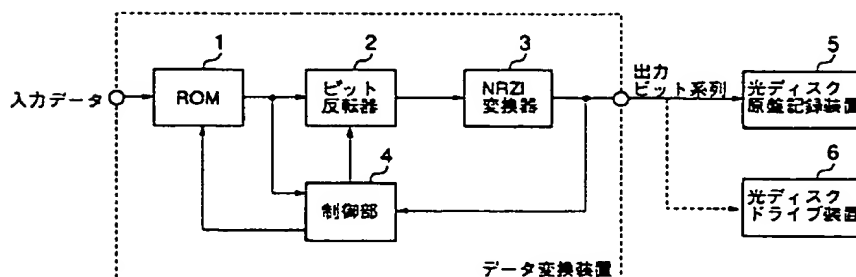 1
2
3
5
入力データ
ROM
ビット
反転器
NRZI
変換器
出力
ビット系列
光ディスク
原盤記録装置
4
制御部
6
光ディスク
ドライブ装置
データ変換装置